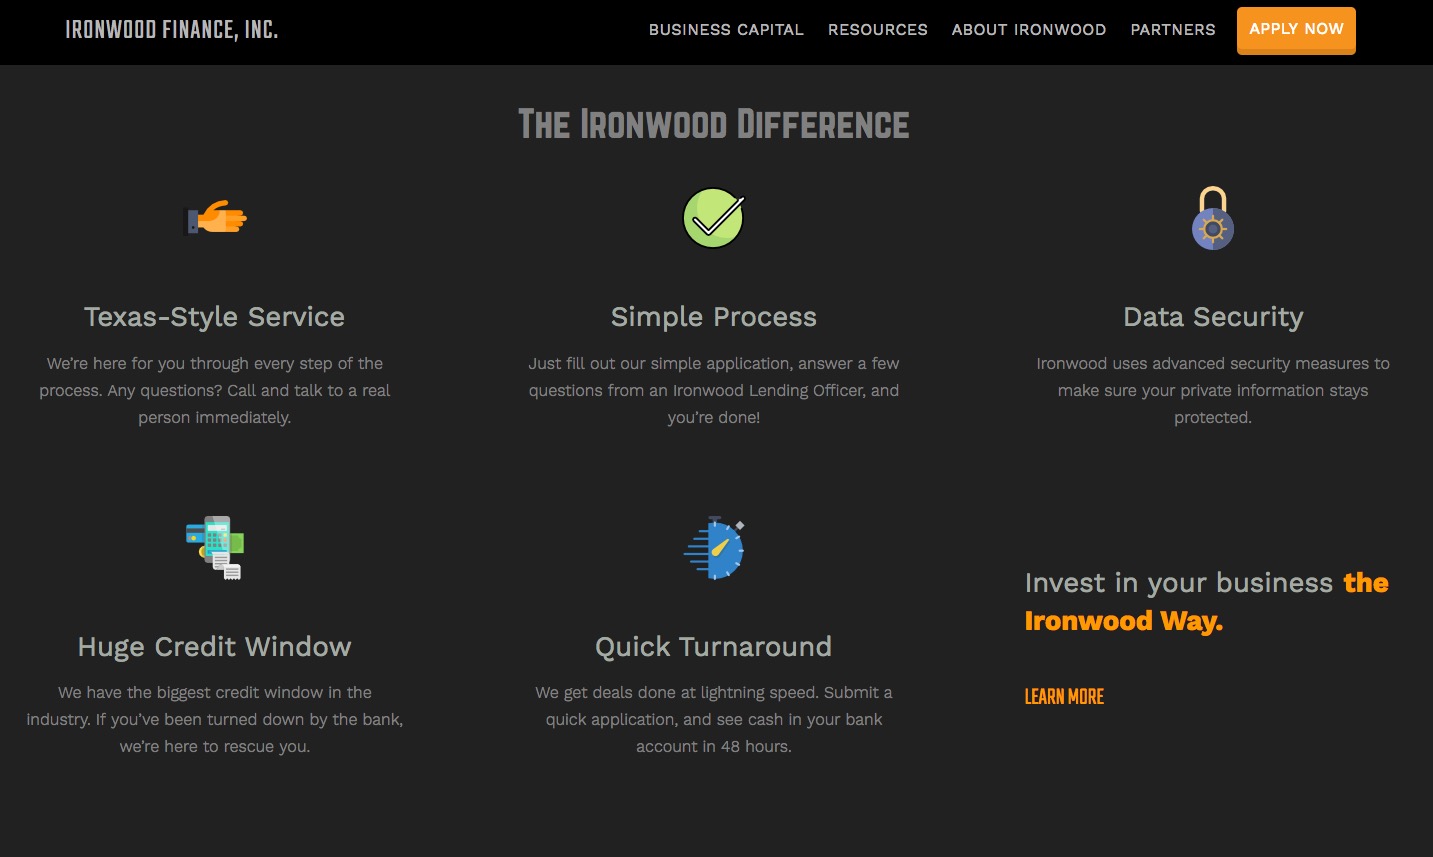 IRONWOOD FINANCE, INC.
BUSINESS CAPITAL
RESOURCES
ABOUT IRONWOOD
PARTNERS
APPLY NOW
The Ironwood Difference
Texas-Style Service
We’re here for you through every step of the
process. Any questions? Call and talk to a real
person immediately.
Simple Process
Just fill out our simple application, answer a few
questions from an Ironwood Lending Officer, and
you’re done!
Data Security
Ironwood uses advanced security measures to
make sure your private information stays
protected.
Huge Credit Window
We have the biggest credit window in the
industry. If you’ve been turned down by the bank,
we’re here to rescue you.
Quick Turnaround
We get deals done at lightning speed. Submit a
quick application, and see cash in your bank
account in 48 hours.
Invest in your business the
Ironwood Way.
LEARN MORE